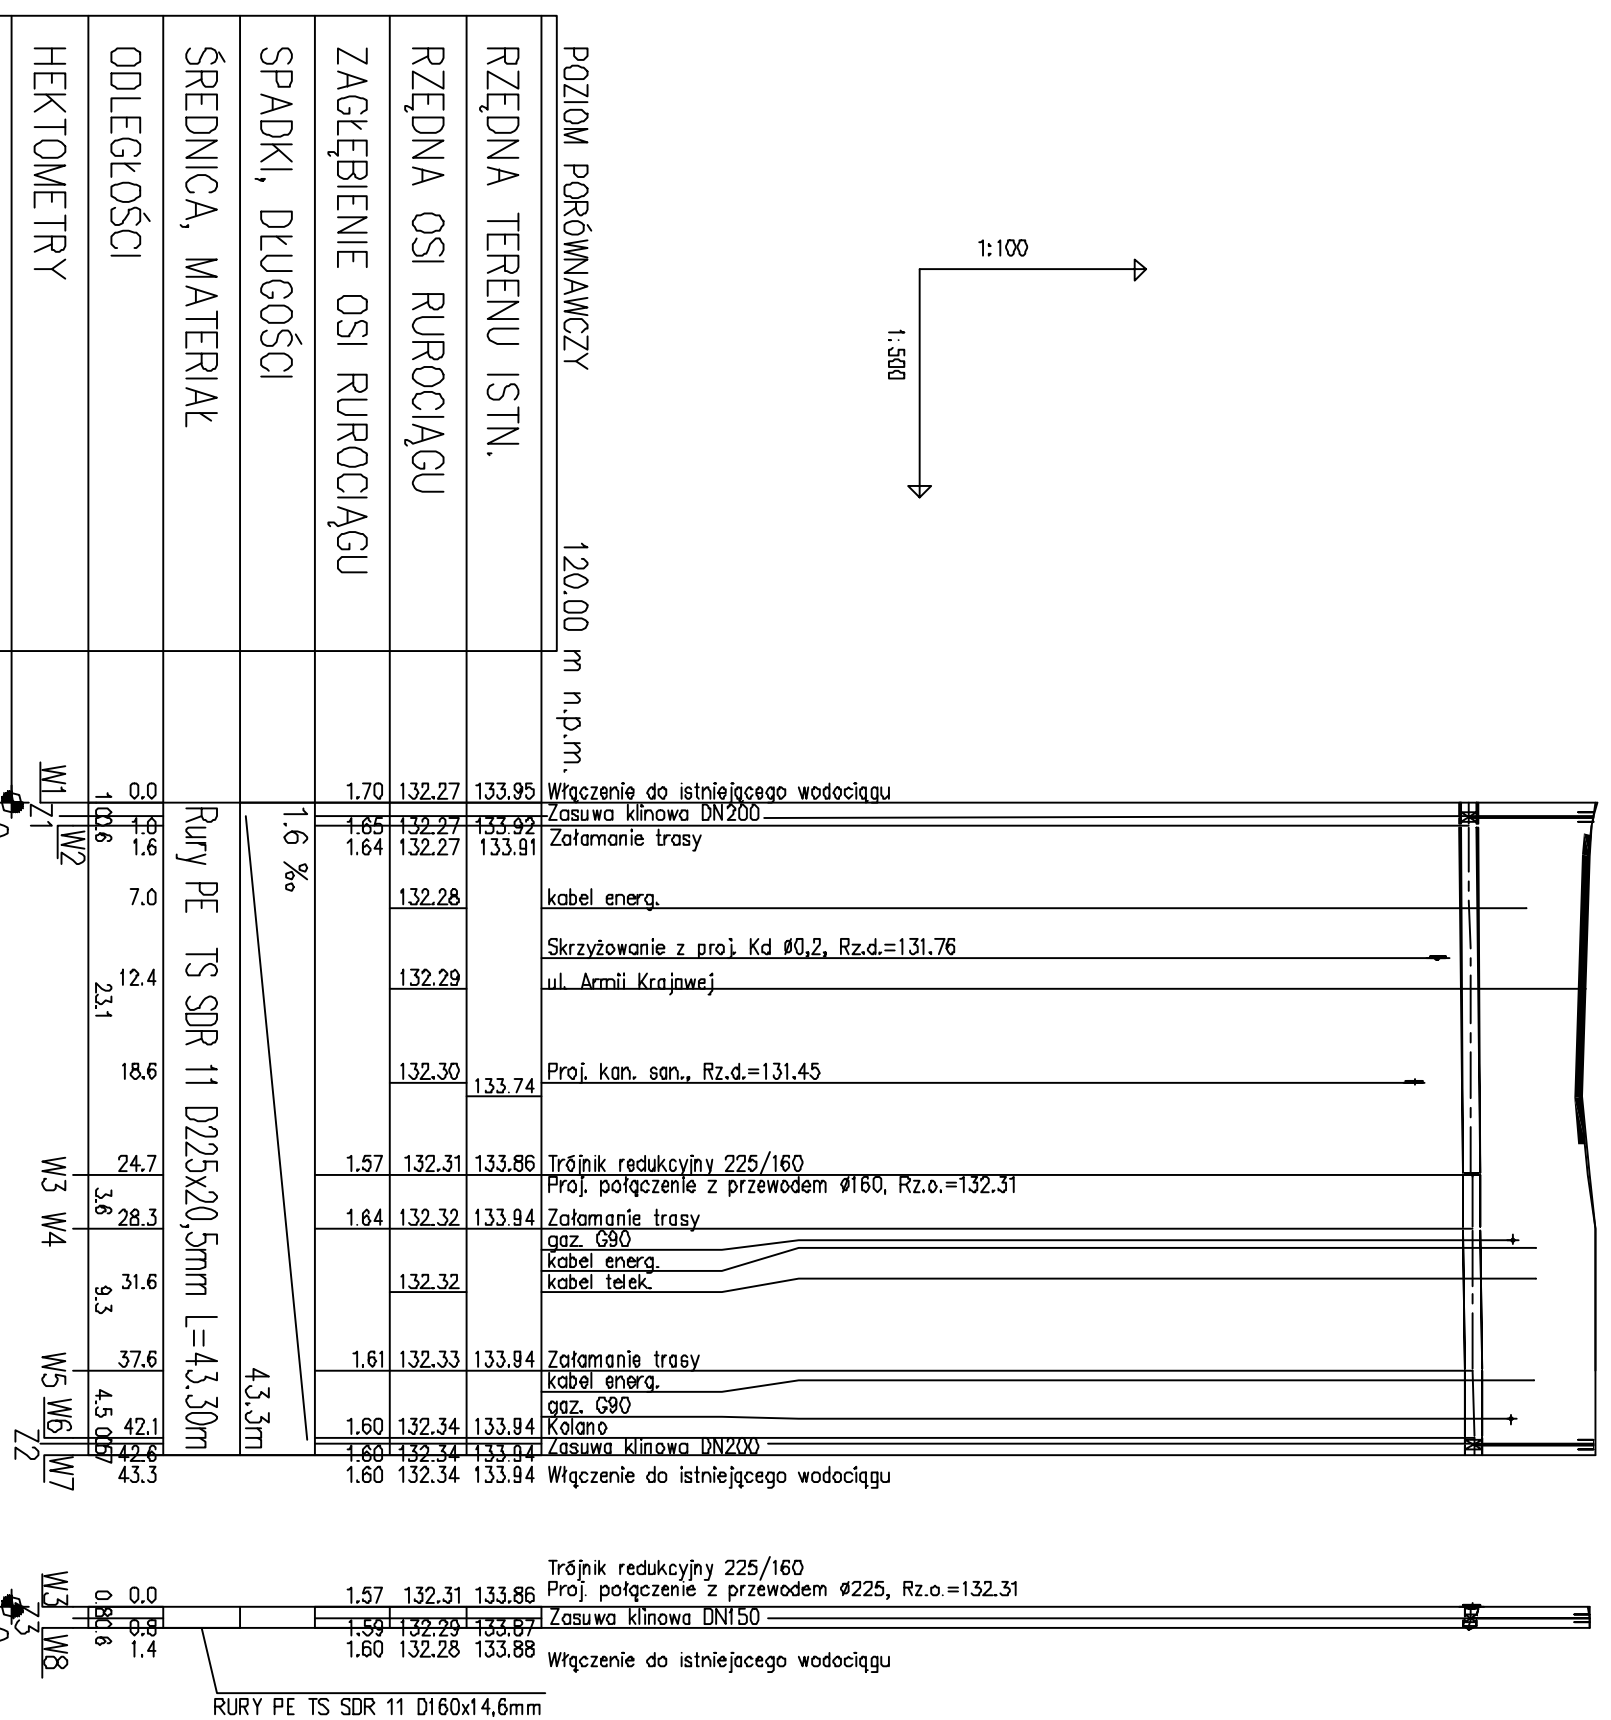 1:100
1:500
POZIOM PORÓWNAWCZY 120.00 m n.p.m.
RZĘDNA TERENU ISTN.
RZĘDNA OSI RUROCIĄGU
ZAGŁĘBIENIE OSI RUROCIĄGU
SPADKI, DŁUGOŚCI
ŚREDNICA, MATERIAŁ
ODLEGŁOŚCI
HEKTOMETRY
W1 0.0 1.70 132.27 133.95 Włączenie do istniejącego wodociągu
Z1 1.0 1.0 1.65 132.27 133.92 Zasuwa klinowa DN200
W2 0.6 1.6 1.64 132.27 133.91 Załamanie trasy
7.0 132.28 kabel energ.
Skrzyżowanie z proj. Kd Ø0,2, Rz.d.=131.76
12.4 132.29 ul. Armii Krajowej
23.1
18.6 132.30 133.74 Proj. kan. san., Rz.d.=131.45
W3 24.7 1.57 132.31 133.86 Trójnik redukcyjny 225/160
Proj. połączenie z przewodem Ø160, Rz.o.=132.31
3.6
W4 28.3 1.64 132.32 133.94 Załamanie trasy
gaz. G90
kabel energ.
9.3 31.6 132.32 kabel telek.
W5 37.6 1.61 132.33 133.94 Załamanie trasy
kabel energ.
gaz. G90
4.5
W6 42.1 1.60 132.34 133.94 Kolano
Z2 42.6 1.60 132.34 133.94 Zasuwa klinowa DN200
W7 43.3 1.60 132.34 133.94 Włączenie do istniejącego wodociągu
1.6 ‰ 43.3m
Rury PE TS SDR 11 D225x20,5mm L=43.30m
Trójnik redukcyjny 225/160
W3 0.0 1.57 132.31 133.86 Proj. połączenie z przewodem Ø225, Rz.o.=132.31
Z3 0.8 0.8 1.59 132.29 133.87 Zasuwa klinowa DN150
W8 0.6 1.4 1.60 132.28 133.88 Włączenie do istniejacego wodociągu
RURY PE TS SDR 11 D160x14,6mm